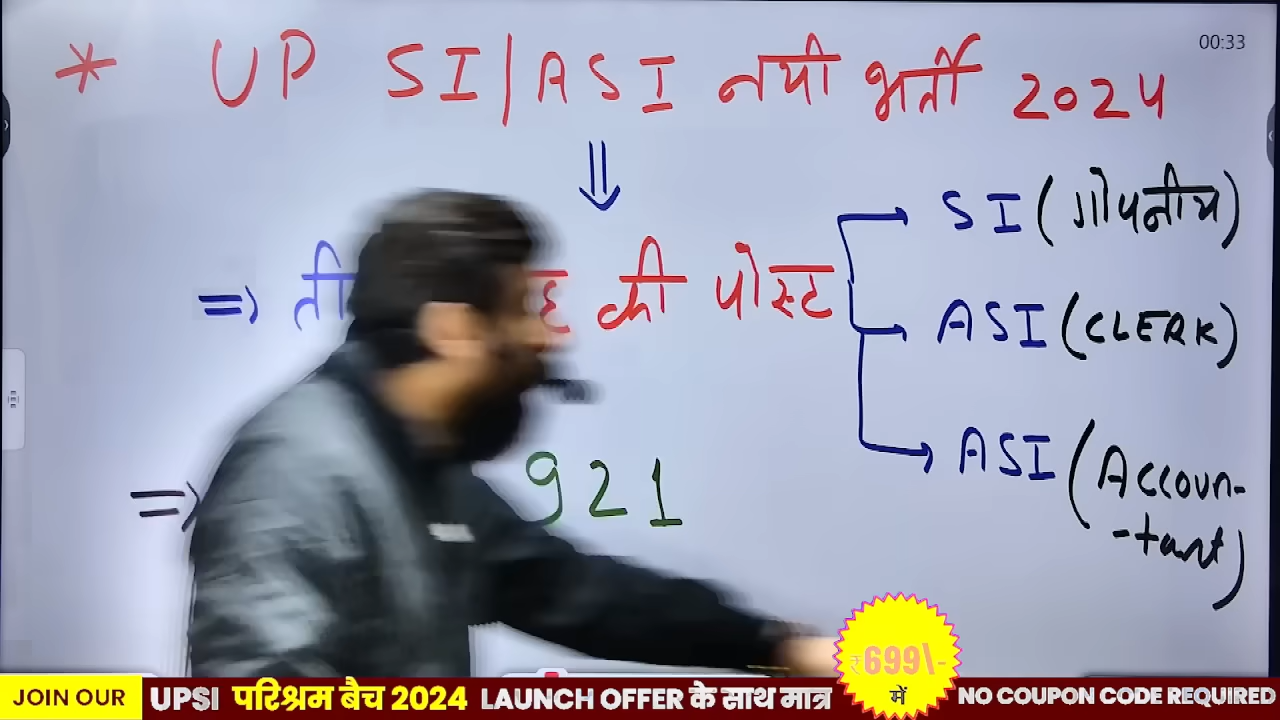 00:33
* UP SI/ASI नयी भर्ती 2024
⇓
⇒ की पोस्ट
→ SI (गोपनीय)
→ ASI (CLERK)
→ ASI (Accoun-
-tant)
⇒ 921
JOIN OUR UPSI परिश्रम बैच 2024 LAUNCH OFFER के साथ मात्र ₹699\- में NO COUPON CODE REQUIRED